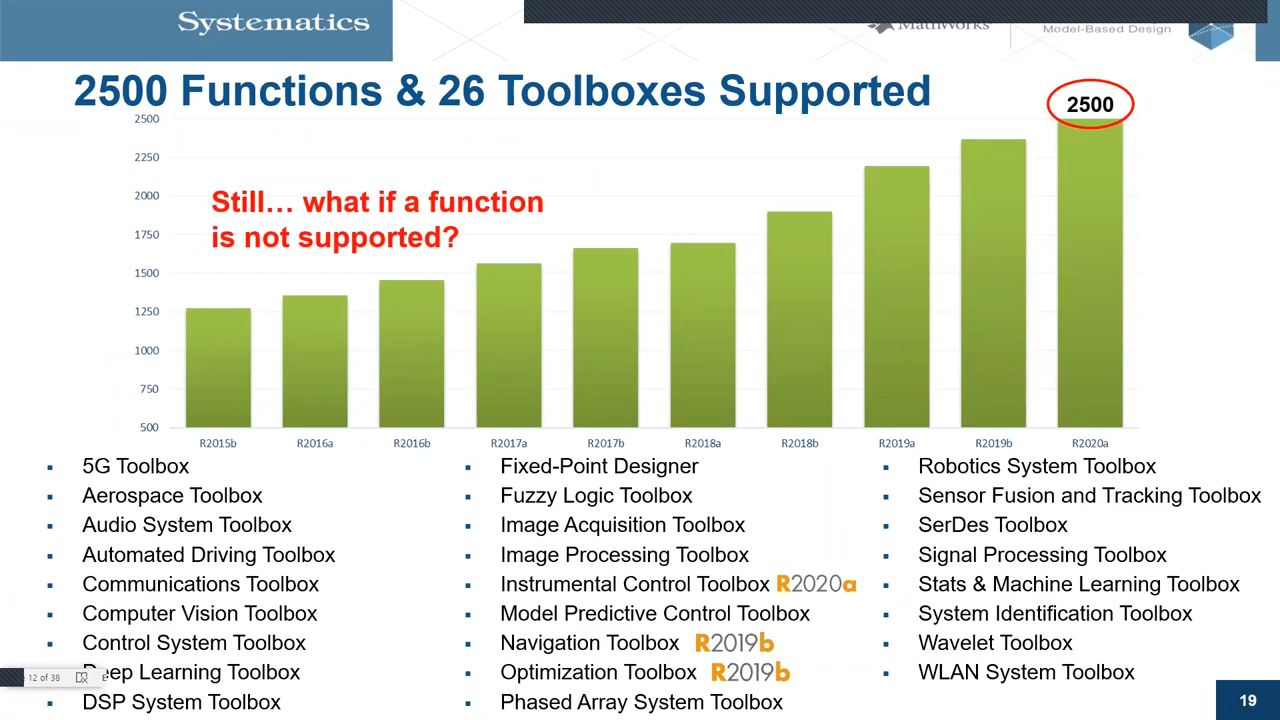 Systematics
MathWorks
Model-Based Design
2500 Functions & 26 Toolboxes Supported
2500
2500
2250
2000
1750
1500
1250
1000
750
500
Still… what if a function
is not supported?
R2015b R2016a R2016b R2017a R2017b R2018a R2018b R2019a R2019b R2020a
5G Toolbox
Aerospace Toolbox
Audio System Toolbox
Automated Driving Toolbox
Communications Toolbox
Computer Vision Toolbox
Control System Toolbox
Deep Learning Toolbox
DSP System Toolbox
Fixed-Point Designer
Fuzzy Logic Toolbox
Image Acquisition Toolbox
Image Processing Toolbox
Instrumental Control Toolbox R2020a
Model Predictive Control Toolbox
Navigation Toolbox R2019b
Optimization Toolbox R2019b
Phased Array System Toolbox
Robotics System Toolbox
Sensor Fusion and Tracking Toolbox
SerDes Toolbox
Signal Processing Toolbox
Stats & Machine Learning Toolbox
System Identification Toolbox
Wavelet Toolbox
WLAN System Toolbox
12 of 38
19